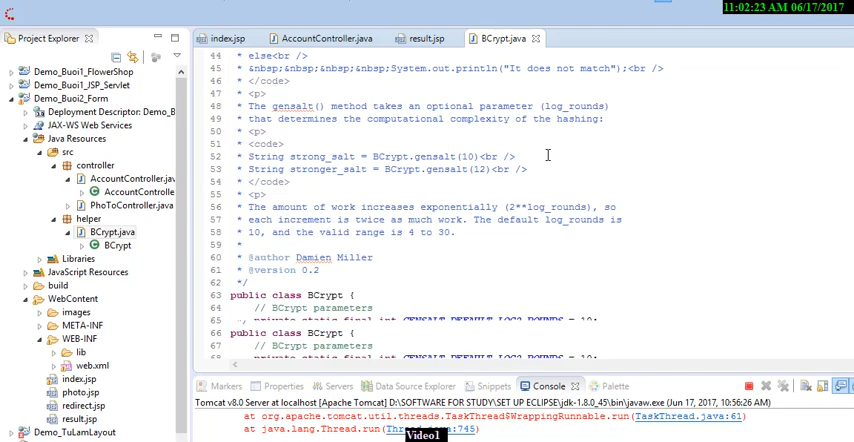 11:02:23 AM 06/17/2017
Project Explorer
index.jsp
AccountController.java
result.jsp
BCrypt.java
Demo_Buoi1_FlowerShop
Demo_Buoi1_JSP_Servlet
Demo_Buoi2_Form
Deployment Descriptor: Demo_B
JAX-WS Web Services
Java Resources
src
controller
AccountController.jav
AccountControlle
PhoToController.java
helper
BCrypt.java
BCrypt
Libraries
JavaScript Resources
build
WebContent
images
META-INF
WEB-INF
lib
web.xml
index.jsp
photo.jsp
redirect.jsp
result.jsp
Demo_TuLamLayout
44 * else<br />
45 * &nbsp;&nbsp;&nbsp;&nbsp;System.out.println("It does not match");<br />
46 * </code>
47 * <p>
48 * The gensalt() method takes an optional parameter (log_rounds)
49 * that determines the computational complexity of the hashing:
50 * <p>
51 * <code>
52 * String strong_salt = BCrypt.gensalt(10)<br />
53 * String stronger_salt = BCrypt.gensalt(12)<br />
54 * </code>
55 * <p>
56 * The amount of work increases exponentially (2**log_rounds), so
57 * each increment is twice as much work. The default log_rounds is
58 * 10, and the valid range is 4 to 30.
59 *
60 * @author Damien Miller
61 * @version 0.2
62 */
63 public class BCrypt {
64 // BCrypt parameters
65
66 public class BCrypt {
67 // BCrypt parameters
68 private static final int GENSALT_DEFAULT_LOG2_ROUNDS = 10;
Markers
Properties
Servers
Data Source Explorer
Snippets
Console
Palette
Tomcat v8.0 Server at localhost [Apache Tomcat] D:\SOFTWARE FOR STUDY\SET UP ECLIPSE\jdk-1.8.0_45\bin\javaw.exe (Jun 17, 2017, 10:56:26 AM)
at org.apache.tomcat.util.threads.TaskThread$WrappingRunnable.run(TaskThread.java:61)
at java.lang.Thread.run(Thread.java:745)
Video1